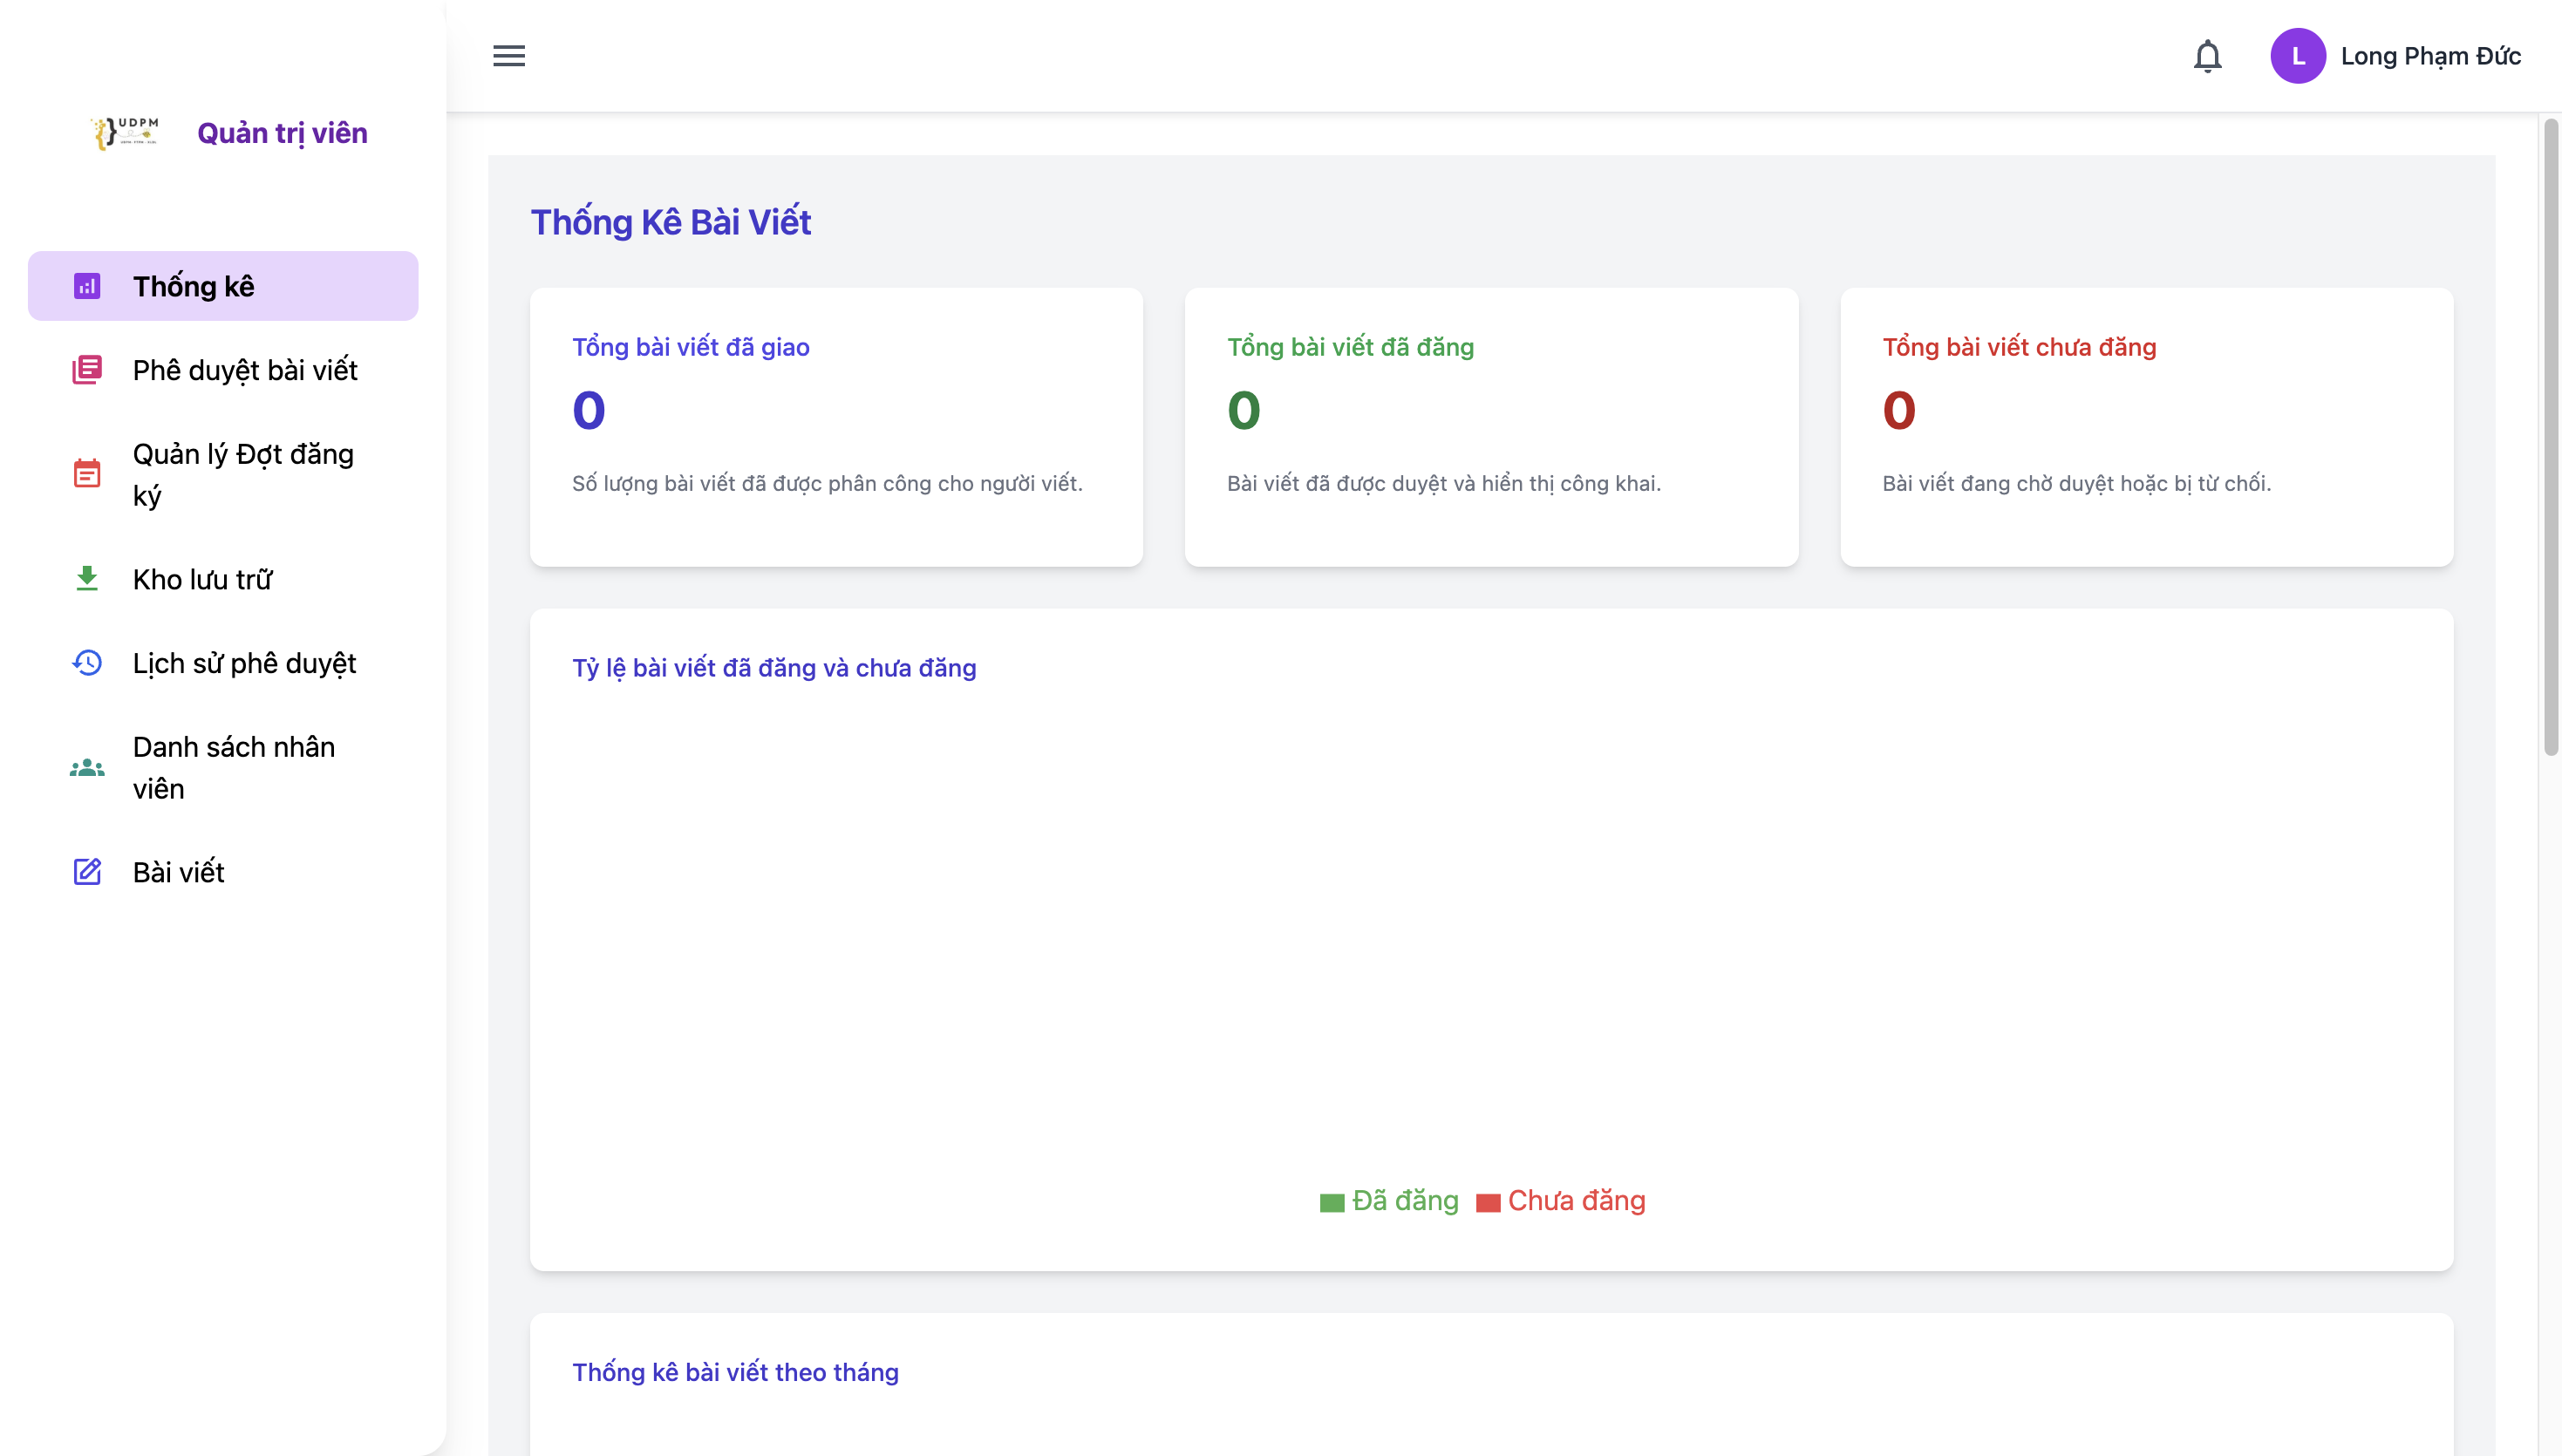 UDPM
Quản trị viên
L
Long Phạm Đức
Thống kê
Phê duyệt bài viết
Quản lý Đợt đăng
ký
Kho lưu trữ
Lịch sử phê duyệt
Danh sách nhân
viên
Bài viết
Thống Kê Bài Viết
Tổng bài viết đã giao
0
Số lượng bài viết đã được phân công cho người viết.
Tổng bài viết đã đăng
0
Bài viết đã được duyệt và hiển thị công khai.
Tổng bài viết chưa đăng
0
Bài viết đang chờ duyệt hoặc bị từ chối.
Tỷ lệ bài viết đã đăng và chưa đăng
Đã đăng
Chưa đăng
Thống kê bài viết theo tháng